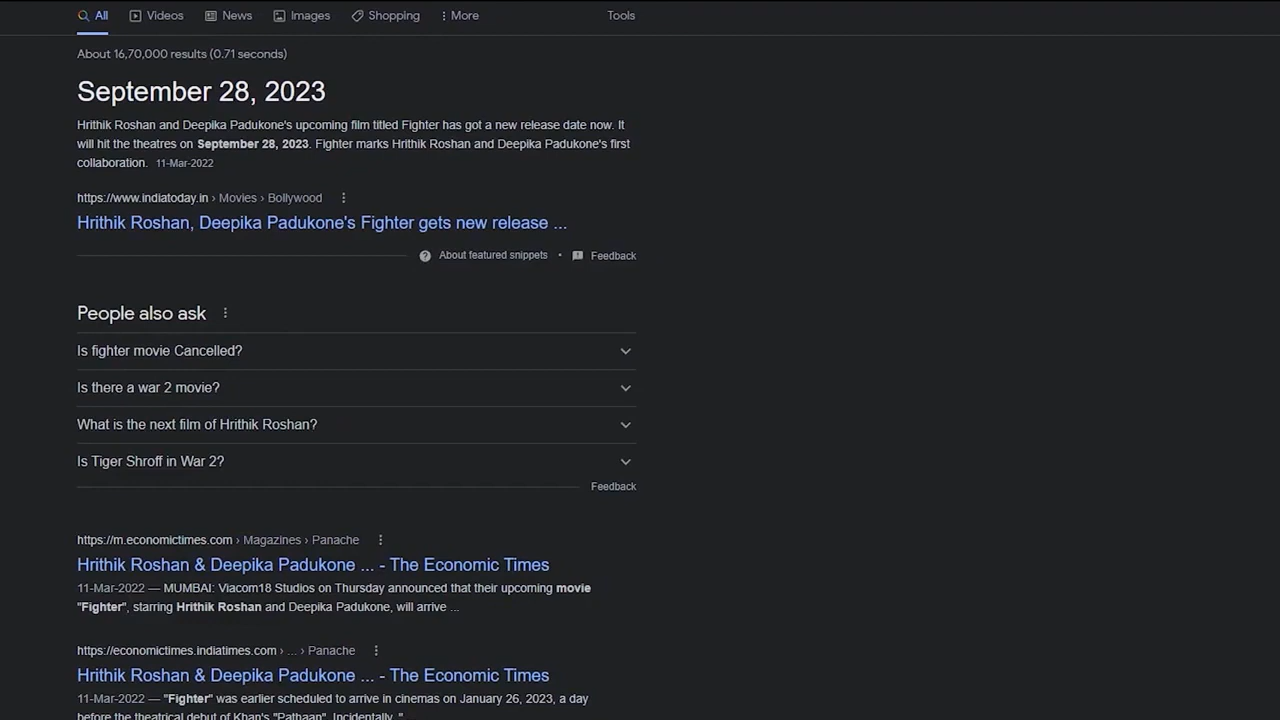 All Videos News Images Shopping More Tools
About 16,70,000 results (0.71 seconds)
September 28, 2023
Hrithik Roshan and Deepika Padukone's upcoming film titled Fighter has got a new release date now. It
will hit the theatres on September 28, 2023. Fighter marks Hrithik Roshan and Deepika Padukone's first
collaboration. 11-Mar-2022
https://www.indiatoday.in › Movies › Bollywood
Hrithik Roshan, Deepika Padukone's Fighter gets new release ...
About featured snippets • Feedback
People also ask
Is fighter movie Cancelled?
Is there a war 2 movie?
What is the next film of Hrithik Roshan?
Is Tiger Shroff in War 2?
Feedback
https://m.economictimes.com › Magazines › Panache
Hrithik Roshan & Deepika Padukone ... - The Economic Times
11-Mar-2022 — MUMBAI: Viacom18 Studios on Thursday announced that their upcoming movie
"Fighter", starring Hrithik Roshan and Deepika Padukone, will arrive ...
https://economictimes.indiatimes.com › ... › Panache
Hrithik Roshan & Deepika Padukone ... - The Economic Times
11-Mar-2022 — "Fighter" was earlier scheduled to arrive in cinemas on January 26, 2023, a day
before the theatrical debut of Khan's "Pathaan". Incidentally, "